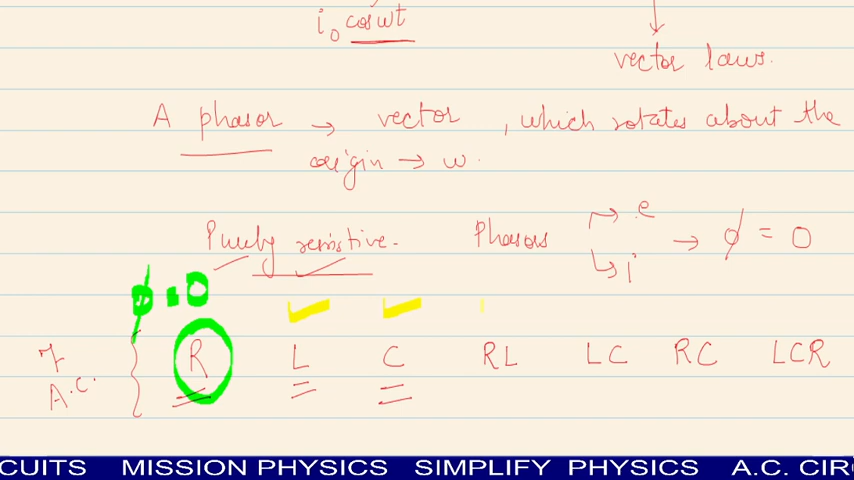 i₀ cosωt
vector laws.
A phasor → vector, which rotates about the
origin → ω.
Purely resistive. Phasors → e
→ i
→ ϕ = 0
ϕ = 0
7 A.C. { R L C RL LC RC LCR
CUITS MISSION PHYSICS SIMPLIFY PHYSICS A.C. CIR